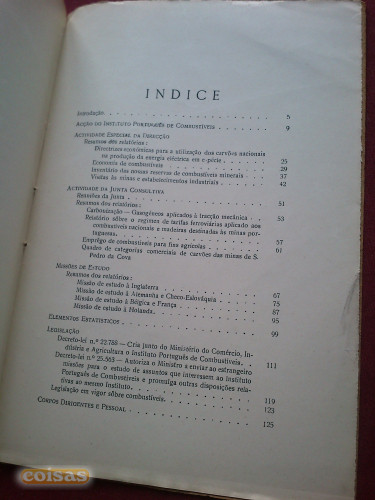 INDICE
Introdução 5
Acção do Instituto Português de Combustíveis 9
Actividade Especial da Direcção
Resumos dos relatórios:
Directrizes económicas para a utilização dos carvões nacionais
na produção da energia eléctrica em espécie 25
Economia de combustíveis 29
Inventário das nossas reservas de combustíveis minerais 37
Visitas de minas e estabelecimentos industriais 42
Actividade da Junta Consultiva
Reuniões da Junta 51
Resumos dos relatórios:
Carbonização — Gasogéneos aplicados à tracção mecânica 53
Relatório sôbre o regimen de tarifas ferroviárias aplicado aos
combustíveis nacionais e madeiras destinadas às minas por-
tuguesas 57
Emprêgo de combustíveis para fins agrícolas 61
Quadro de categorias comerciais de carvões das minas de S.
Pedro da Cova
Missões de Estudo
Resumos dos relatórios:
Missão de estudo à Inglaterra 67
Missão de estudo à Alemanha e Checo-Eslováquia 75
Missão de estudo à Bélgica e França 87
Missão de estudo à Holanda 95
Elementos Estatísticos 99
Legislação
Decreto-lei n.º 22.788 — Cria junto do Ministério do Comércio, In-
dústria e Agricultura o Instituto Português de Combustíveis 111
Decreto-lei n.º 25.563 — Autoriza o Ministro a enviar ao estrangeiro
missões para o estudo de assuntos que interessem ao Instituto
Português de Combustíveis e promulga outras disposições rela-
tivas ao mesmo Instituto 119
Legislação em vigor sôbre combustíveis 123
Corpos Dirigentes e Pessoal 125
coisas